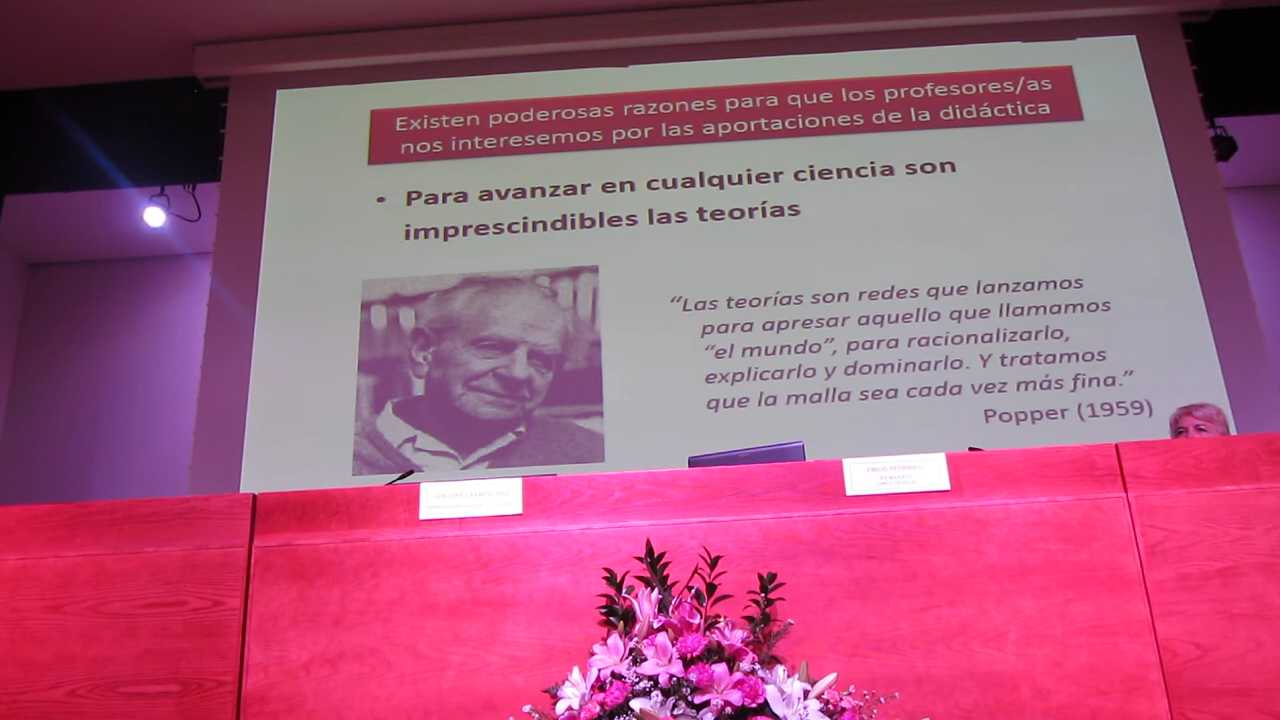 Existen poderosas razones para que los profesores/as
nos interesemos por las aportaciones de la didáctica
• Para avanzar en cualquier ciencia son
imprescindibles las teorías
“Las teorías son redes que lanzamos
para apresar aquello que llamamos
“el mundo”, para racionalizarlo,
explicarlo y dominarlo. Y tratamos
que la malla sea cada vez más fina.”
Popper (1959)
EMILIO PEDRINACI